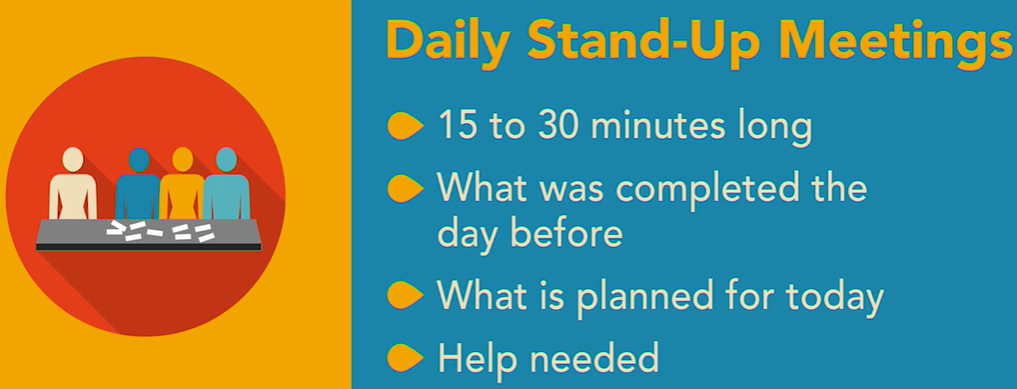 Daily Stand-Up Meetings
15 to 30 minutes long
What was completed the
day before
What is planned for today
Help needed